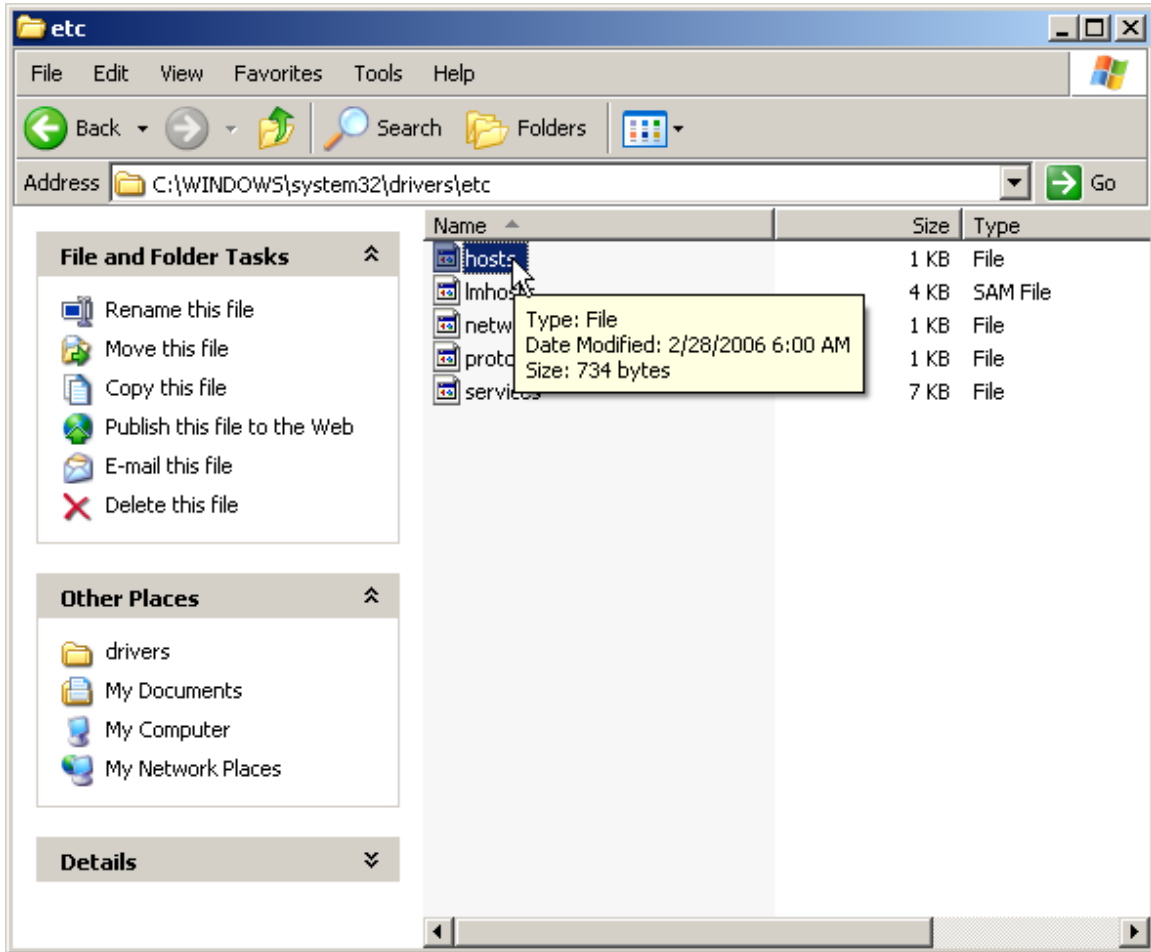 etc
File Edit View Favorites Tools Help
Back Search Folders
Address C:\WINDOWS\system32\drivers\etc Go
File and Folder Tasks
Rename this file
Move this file
Copy this file
Publish this file to the Web
E-mail this file
Delete this file
Other Places
drivers
My Documents
My Computer
My Network Places
Details
Name Size Type
hosts 1 KB File
lmhosts 4 KB SAM File
netw 1 KB File
proto 1 KB File
services 7 KB File
Type: File
Date Modified: 2/28/2006 6:00 AM
Size: 734 bytes